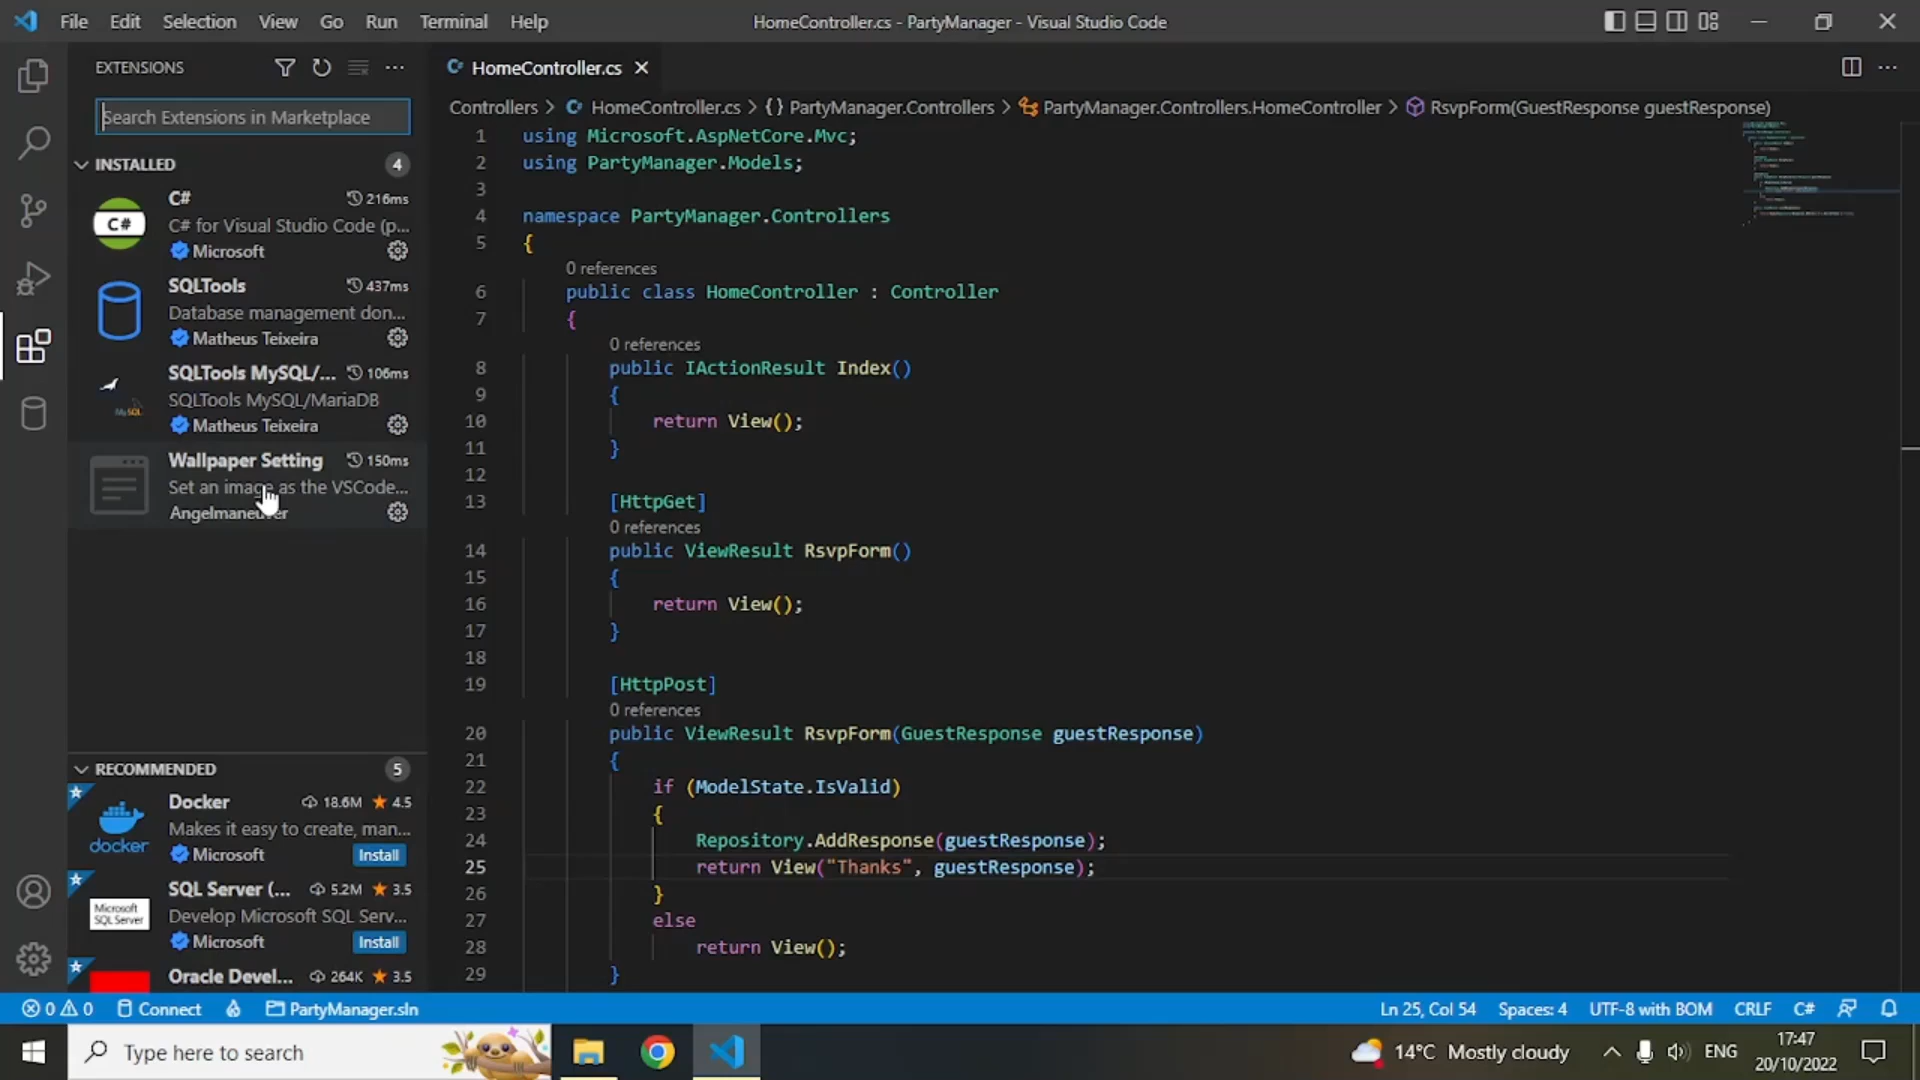 File Edit Selection View Go Run Terminal Help
HomeController.cs - PartyManager - Visual Studio Code
EXTENSIONS
Search Extensions in Marketplace
INSTALLED 4
C# 216ms
C#
C# for Visual Studio Code (p...
Microsoft
SQLTools 437ms
Database management don...
Matheus Teixeira
SQLTools MySQL/... 106ms
SQLTools MySQL/MariaDB
MySQL
Matheus Teixeira
Wallpaper Setting 150ms
Set an image as the VSCode...
Angelmaneuver
RECOMMENDED 5
Docker 18.6M 4.5
Makes it easy to create, man...
docker
Microsoft Install
SQL Server (... 5.2M 3.5
Microsoft
SQL Server
Develop Microsoft SQL Serv...
Microsoft Install
Oracle Devel... 264K 3.5
HomeController.cs
Controllers > HomeController.cs > {} PartyManager.Controllers > PartyManager.Controllers.HomeController > RsvpForm(GuestResponse guestResponse)
1 using Microsoft.AspNetCore.Mvc;
2 using PartyManager.Models;
3
4 namespace PartyManager.Controllers
5 {
0 references
6 public class HomeController : Controller
7 {
0 references
8 public IActionResult Index()
9 {
10 return View();
11 }
12
13 [HttpGet]
0 references
14 public ViewResult RsvpForm()
15 {
16 return View();
17 }
18
19 [HttpPost]
0 references
20 public ViewResult RsvpForm(GuestResponse guestResponse)
21 {
22 if (ModelState.IsValid)
23 {
24 Repository.AddResponse(guestResponse);
25 return View("Thanks", guestResponse);
26 }
27 else
28 return View();
29 }
0 0 Connect PartyManager.sln
Ln 25, Col 54 Spaces: 4 UTF-8 with BOM CRLF C#
Type here to search
14°C Mostly cloudy ENG
17:47
20/10/2022